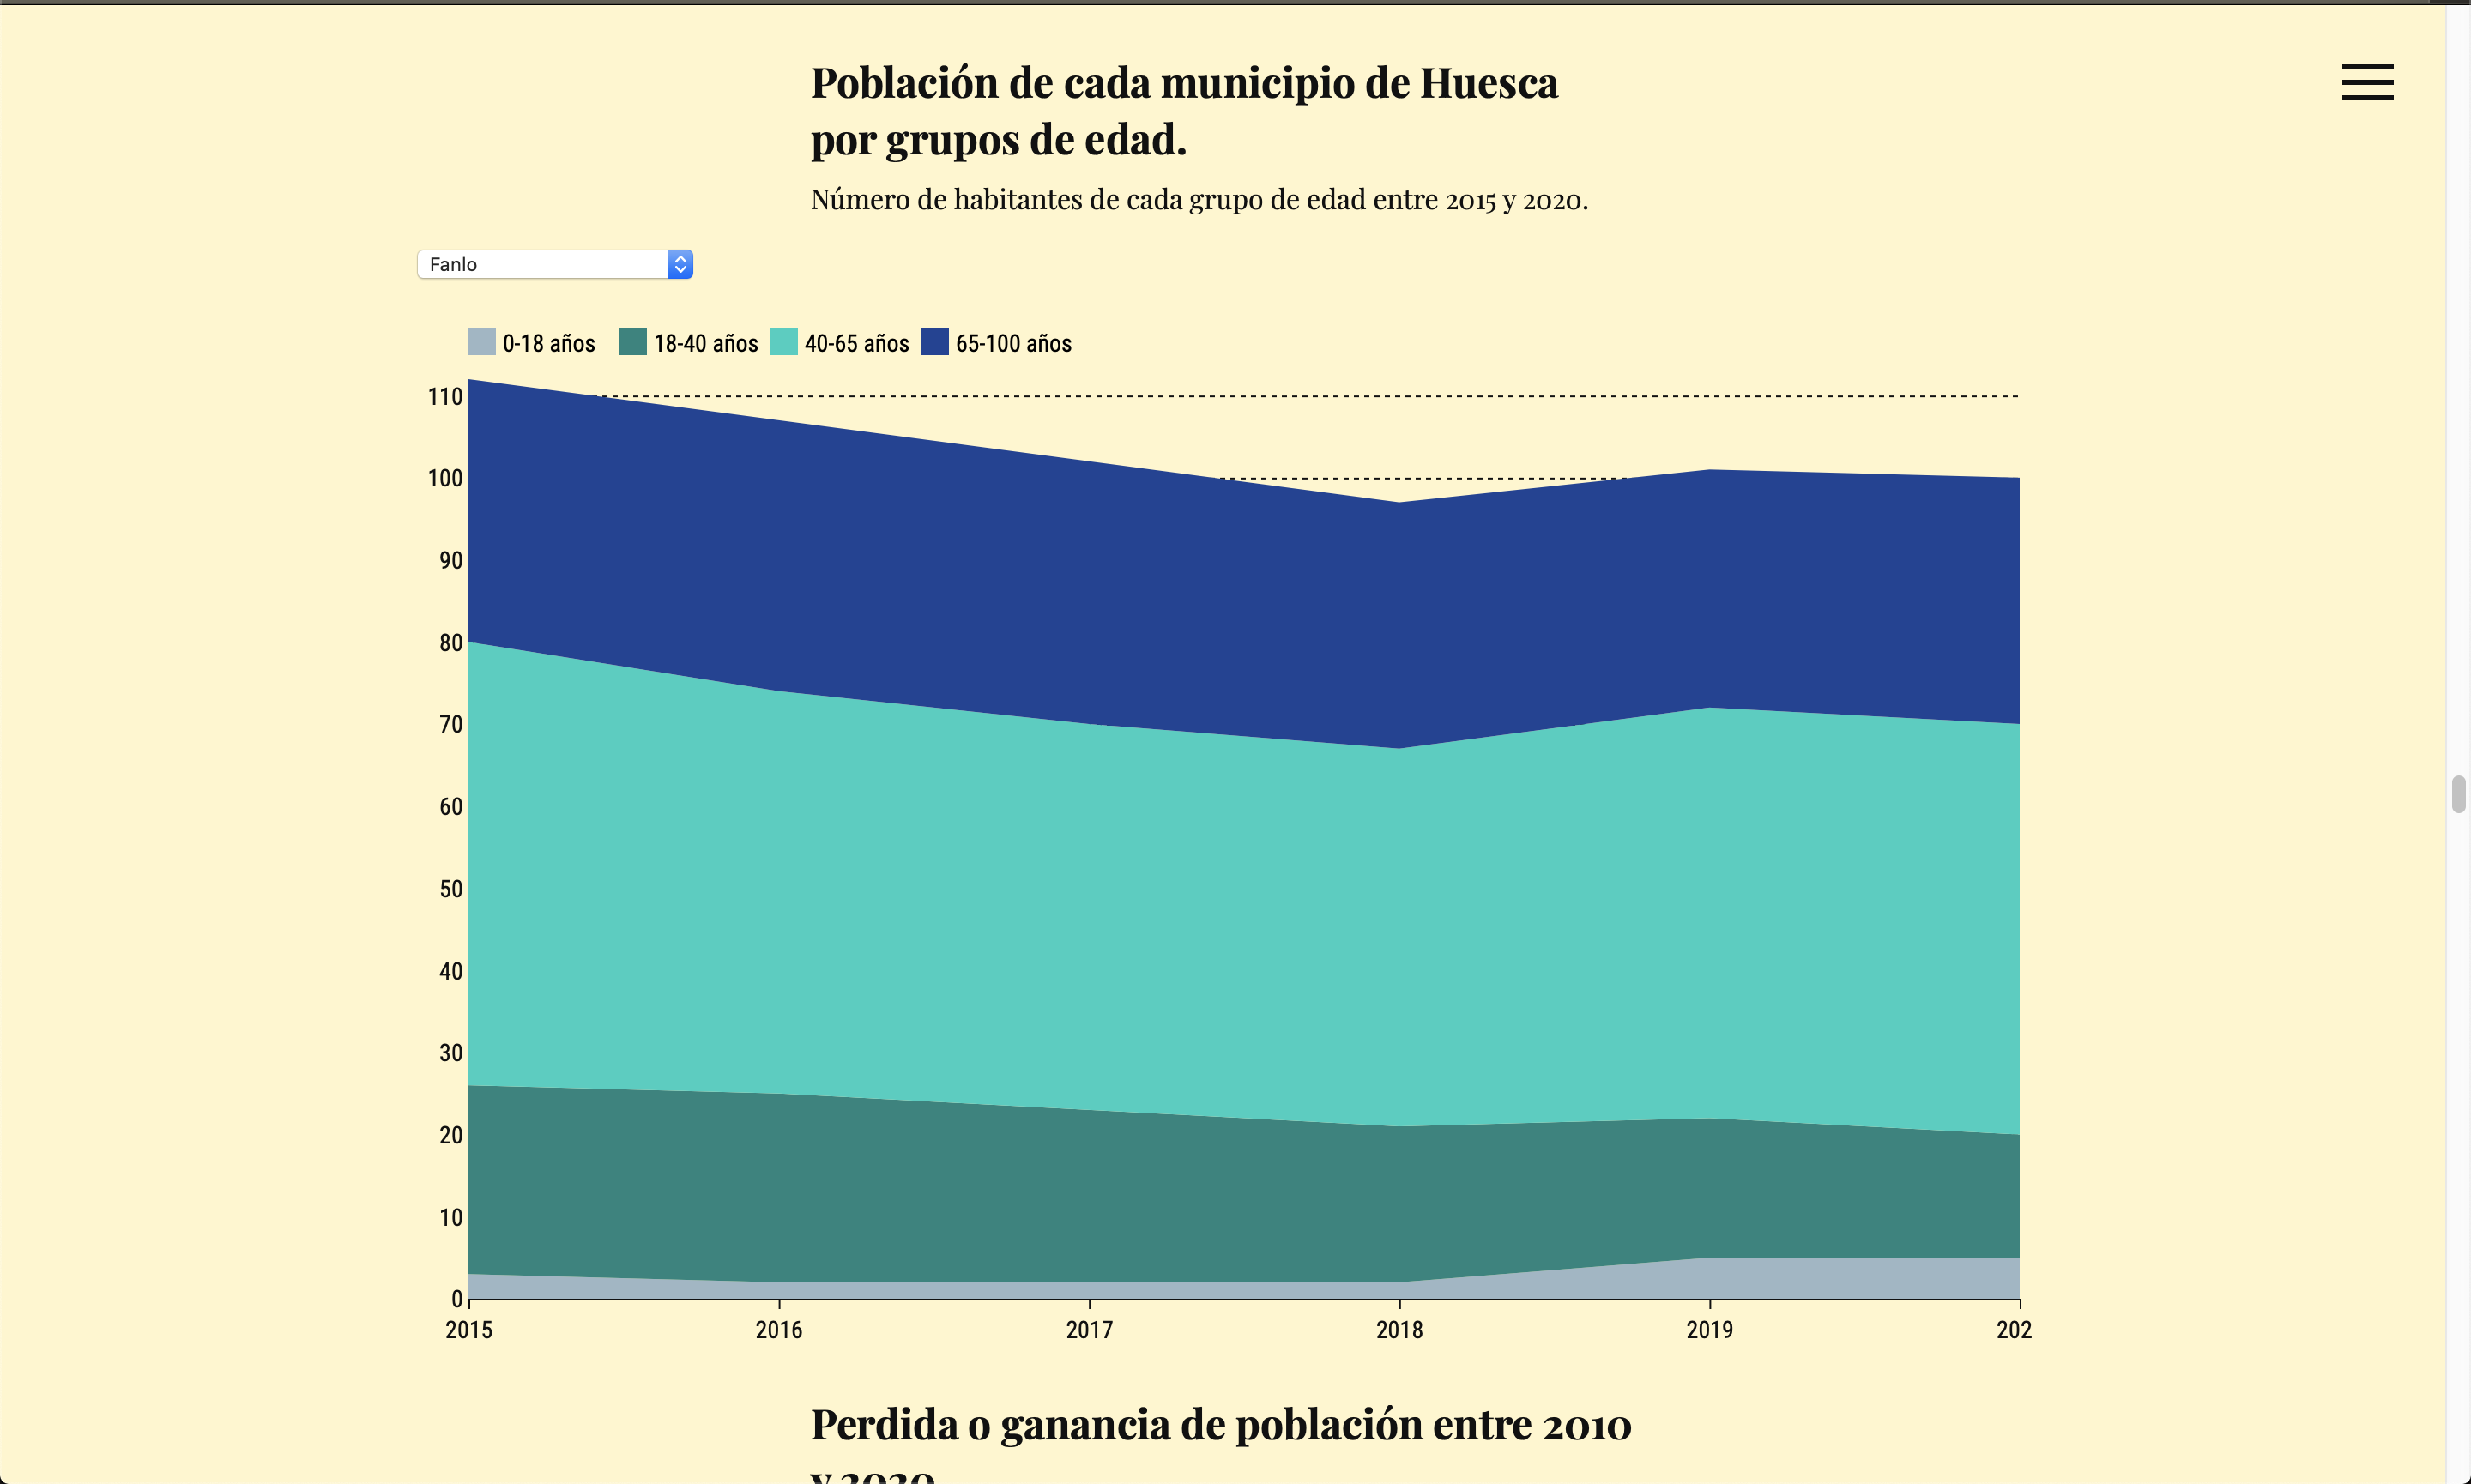 Población de cada municipio de Huesca
por grupos de edad.
Número de habitantes de cada grupo de edad entre 2015 y 2020.
Fanlo
0-18 años 18-40 años 40-65 años 65-100 años
110
100
90
80
70
60
50
40
30
20
10
0
2015 2016 2017 2018 2019 202
Perdida o ganancia de población entre 2010
y 2020